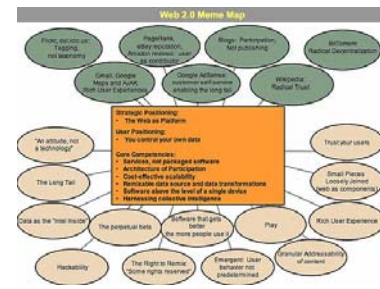 Web 2.0 Meme Map
Flickr, del.icio.us:
Tagging,
not taxonomy
PageRank,
eBay reputation,
Amazon reviews: user
as contributor
Blogs: Participation,
Not publishing
BitTorrent:
Radical Decentralization
Gmail, Google
Maps and AJAX:
Rich User Experiences
Google AdSense:
customer self-service
enabling the long tail
Wikipedia:
Radical Trust
Strategic Positioning:
• The Web as Platform
User Positioning:
• You control your own data
Core Competencies:
• Services, not packaged software
• Architecture of Participation
• Cost-effective scalability
• Remixable data source and data transformations
• Software above the level of a single device
• Harnessing collective intelligence
"An attitude, not
a technology"
Trust your users
The Long Tail
Small Pieces
Loosely Joined
(web as components)
Data as the "Intel Inside"
The perpetual beta
Software that gets
better
the more people use it
Play
Rich User Experience
Hackability
The Right to Remix:
"Some rights reserved"
Emergent: User
behavior not
predetermined
Granular Addressability
of content